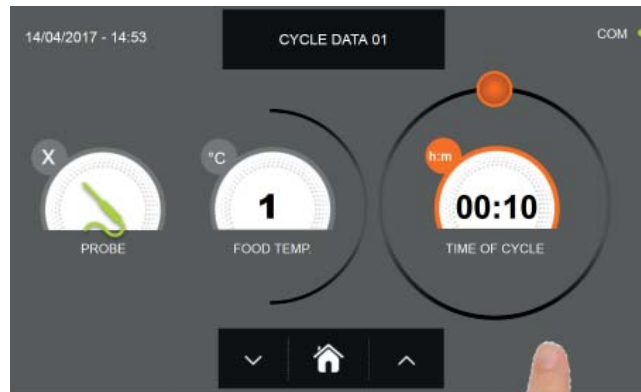 14/04/2017 - 14:53
CYCLE DATA 01
COM
X
°C
h:m
1
00:10
PROBE
FOOD TEMP.
TIME OF CYCLE